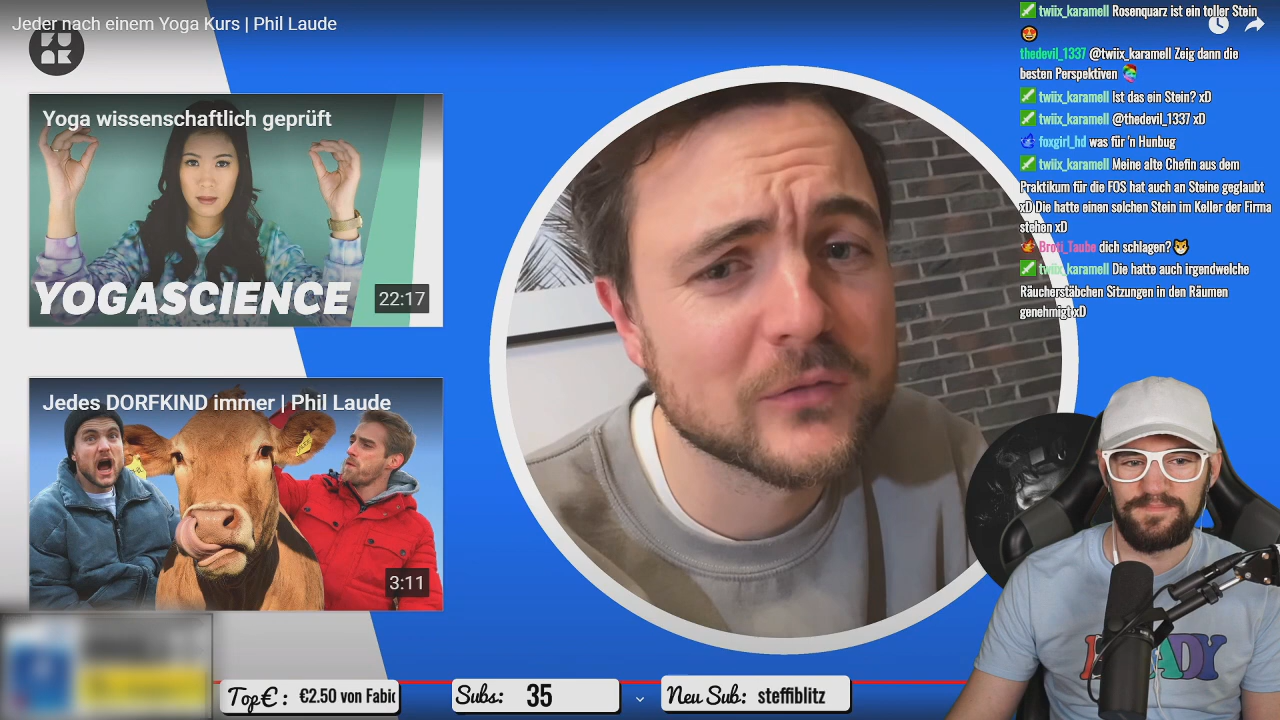 Jeder nach einem Yoga Kurs | Phil Laude
FUNK
Yoga wissenschaftlich geprüft
YOGASCIENCE
22:17
Jedes DORFKIND immer | Phil Laude
3:11
twiix_karamell Rosenquarz ist ein toller Stein
thedevil_1337 @twiix_karamell Zeig dann die
besten Perspektiven
twiix_karamell Ist das ein Stein? xD
twiix_karamell @thedevil_1337 xD
foxgirl_hd was für 'n Hunbug
twiix_karamell Meine alte Chefin aus dem
Praktikum für die FOS hat auch an Steine geglaubt
xD Die hatte einen solchen Stein im Keller der Firma
stehen xD
Broti_Taube dich schlagen?
twiix_karamell Die hatte auch irgendwelche
Räucherstäbchen Sitzungen in den Räumen
genehmigt xD
Top€: €2.50 von Fabi
Subs: 35
Neu Sub: steffiblitz